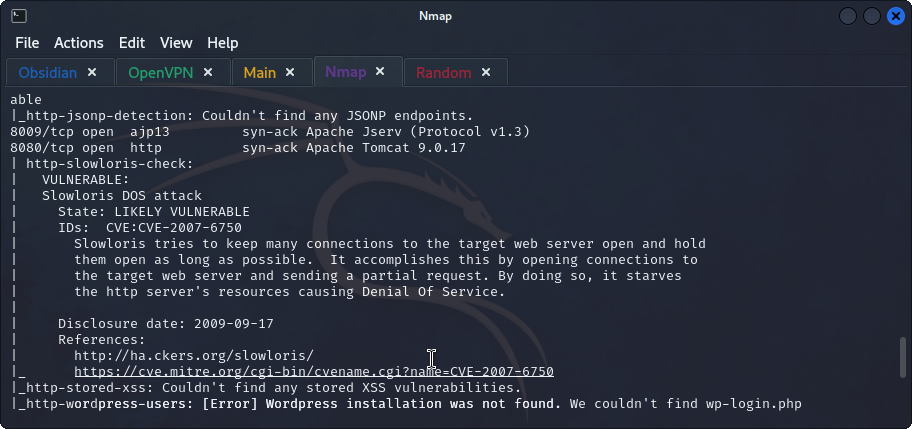 Nmap
File Actions Edit View Help
Obsidian × OpenVPN × Main × Nmap × Random ×
able
|_http-jsonp-detection: Couldn't find any JSONP endpoints.
8009/tcp open  ajp13         syn-ack Apache Jserv (Protocol v1.3)
8080/tcp open  http          syn-ack Apache Tomcat 9.0.17
| http-slowloris-check:
|   VULNERABLE:
|   Slowloris DOS attack
|     State: LIKELY VULNERABLE
|     IDs:  CVE:CVE-2007-6750
|       Slowloris tries to keep many connections to the target web server open and hold
|       them open as long as possible.  It accomplishes this by opening connections to
|       the target web server and sending a partial request. By doing so, it starves
|       the http server's resources causing Denial Of Service.
|
|     Disclosure date: 2009-09-17
|     References:
|       http://ha.ckers.org/slowloris/
|_      https://cve.mitre.org/cgi-bin/cvename.cgi?name=CVE-2007-6750
|_http-stored-xss: Couldn't find any stored XSS vulnerabilities.
|_http-wordpress-users: [Error] Wordpress installation was not found. We couldn't find wp-login.php